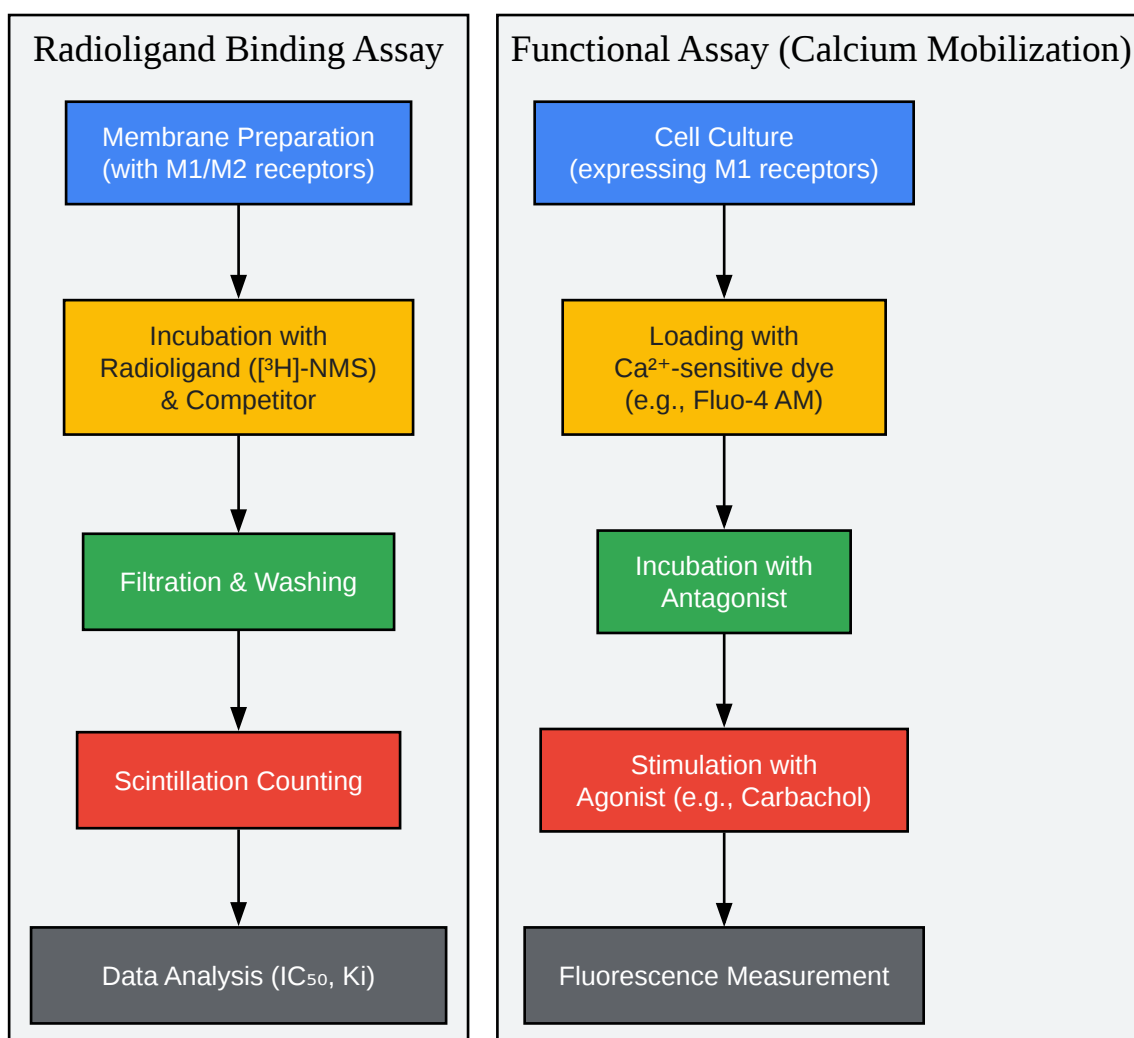 Radioligand Binding Assay
Membrane Preparation
(with M1/M2 receptors)
Incubation with
Radioligand ([³H]-NMS)
& Competitor
Filtration & Washing
Scintillation Counting
Data Analysis (IC₅₀, Ki)
Functional Assay (Calcium Mobilization)
Cell Culture
(expressing M1 receptors)
Loading with
Ca²⁺-sensitive dye
(e.g., Fluo-4 AM)
Incubation with
Antagonist
Stimulation with
Agonist (e.g., Carbachol)
Fluorescence Measurement